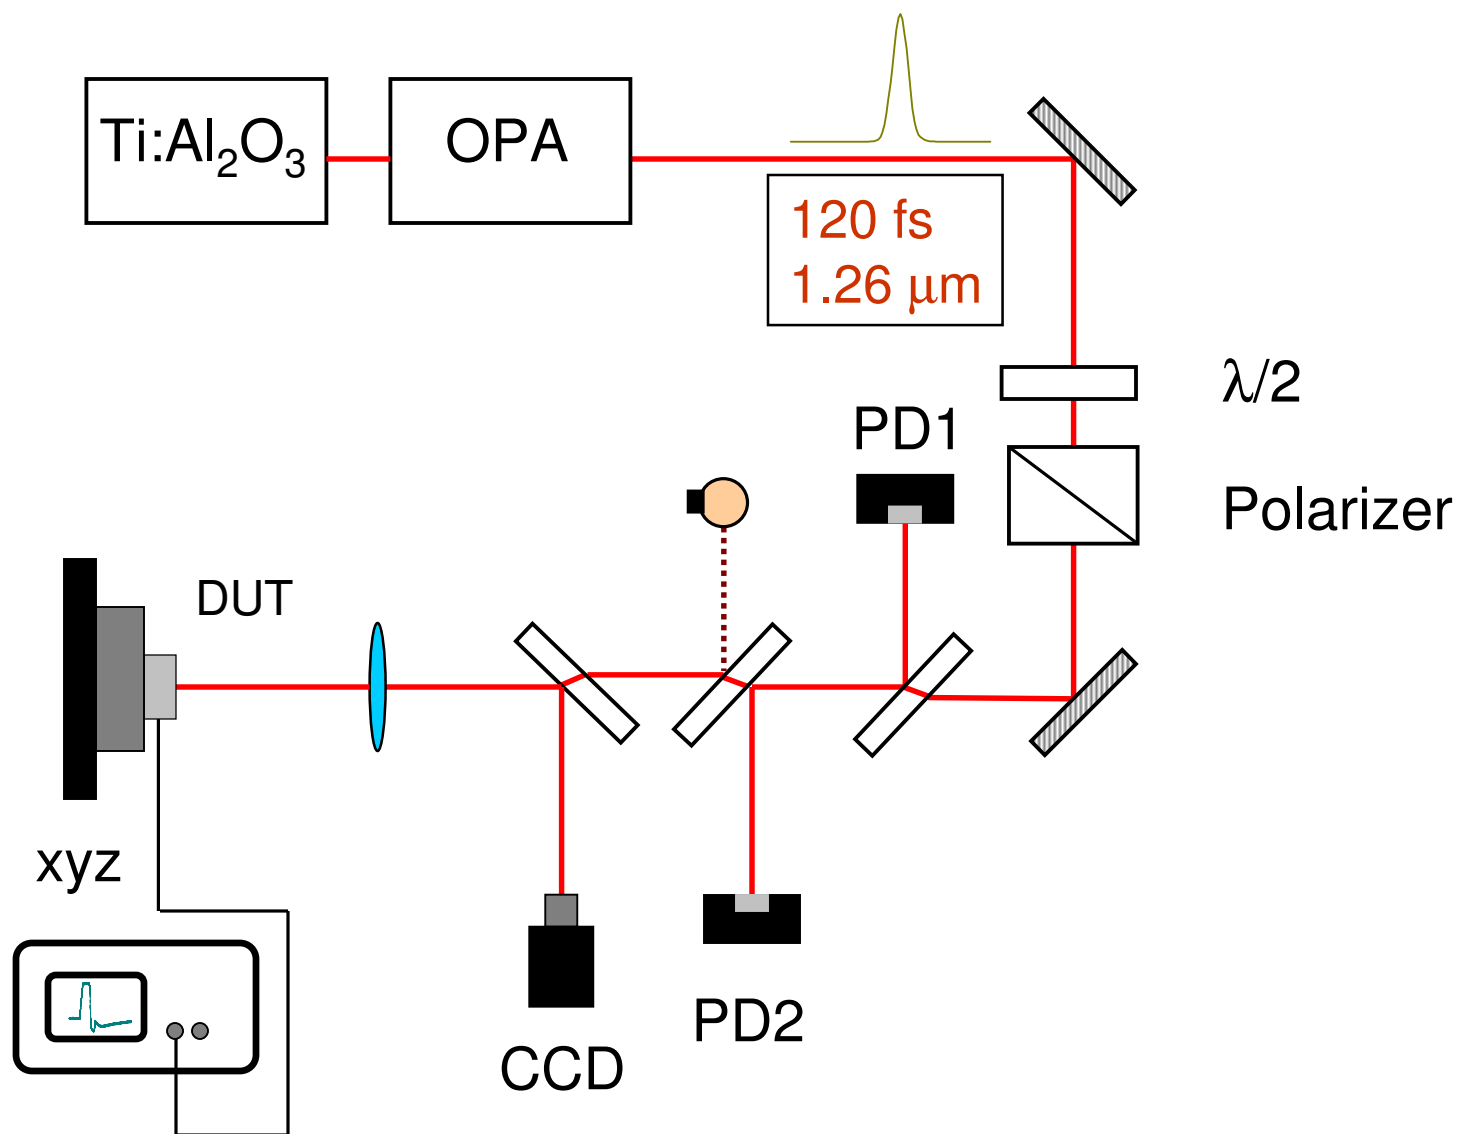 Ti:Al₂O₃
OPA
120 fs
1.26 μm
λ/2
PD1
Polarizer
DUT
xyz
PD2
CCD